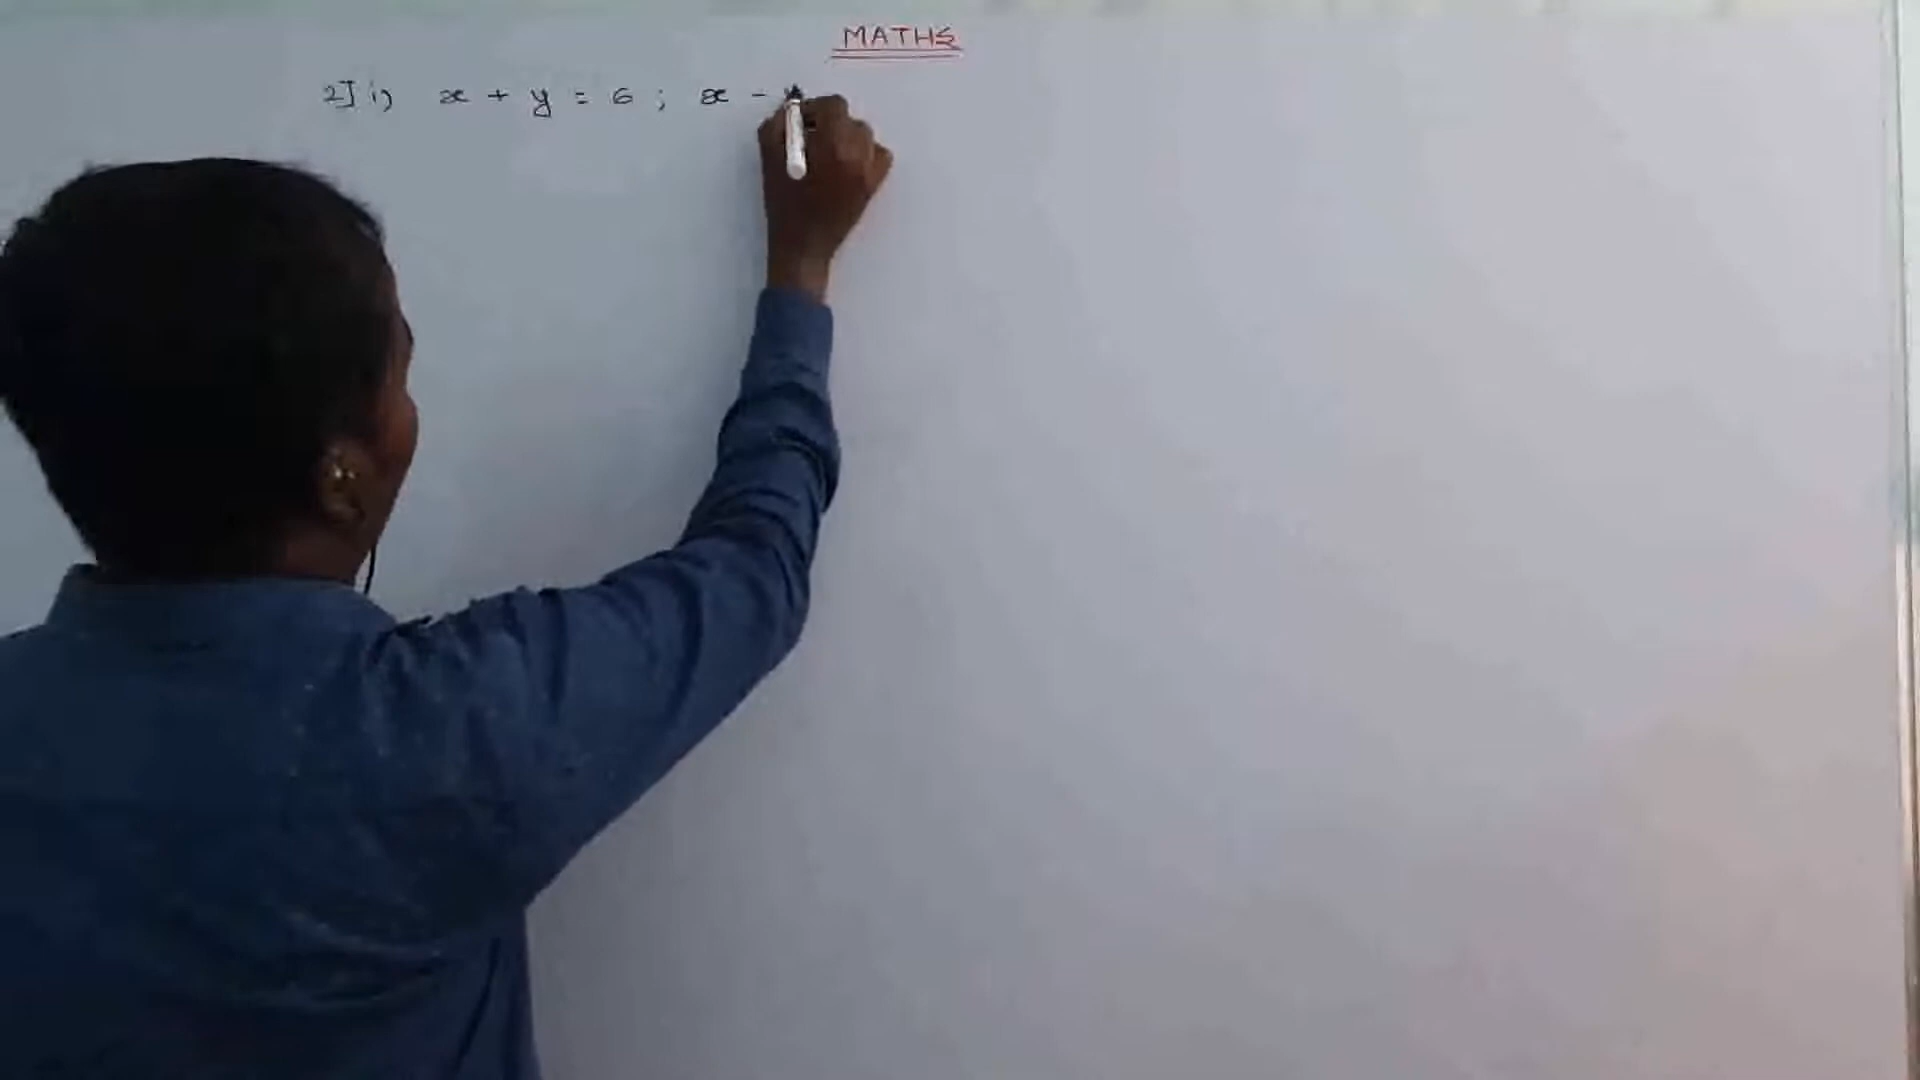 MATHS
2] i) x + y = 6 ; x - y